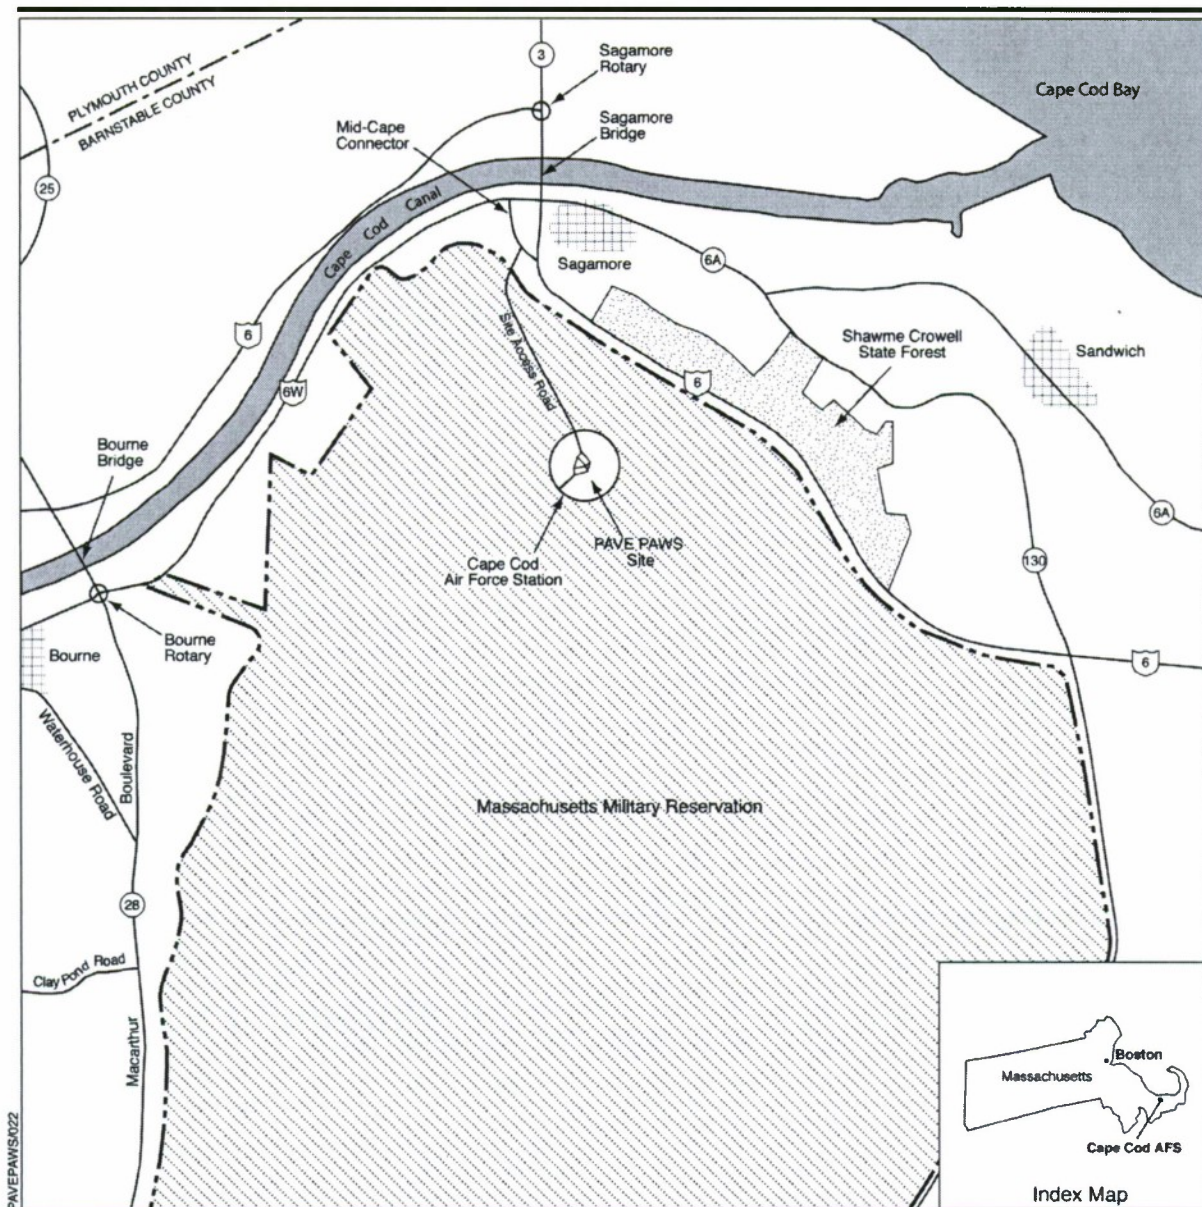 3
Sagamore
Rotary
Cape Cod Bay
PLYMOUTH COUNTY
BARNSTABLE COUNTY
Mid-Cape
Connector
Sagamore
Bridge
25
Cape Cod Canal
Sagamore
6A
6
Site Access Road
Shawme Crowell
State Forest
Sandwich
6W
6
Bourne
Bridge
6A
PAVE PAWS
Site
Cape Cod
Air Force Station
130
Bourne
Rotary
Bourne
6
Waterhouse Road
Boulevard
Massachusetts Military Reservation
28
Clay Pond Road
Macarthur
Boston
Massachusetts
Cape Cod AFS
Index Map
PAVEPAWS/022